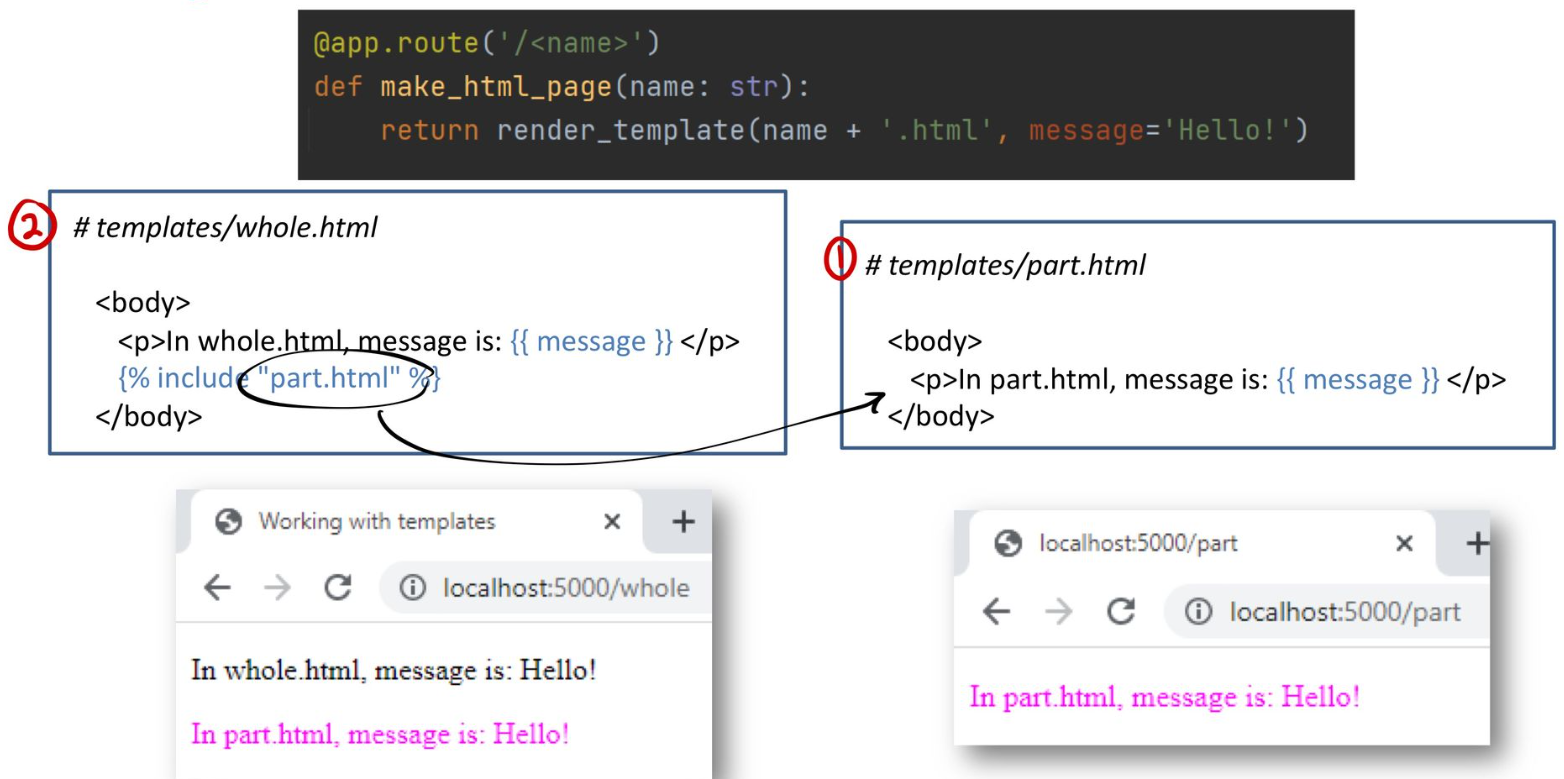 @app.route('/<name>')
def make_html_page(name: str):
    return render_template(name + '.html', message='Hello!')
2
# templates/whole.html
<body>
<p>In whole.html, message is: {{ message }} </p>
{% include "part.html" %}
</body>
1
# templates/part.html
<body>
<p>In part.html, message is: {{ message }} </p>
</body>
Working with templates
localhost:5000/whole
In whole.html, message is: Hello!
In part.html, message is: Hello!
localhost:5000/part
localhost:5000/part
In part.html, message is: Hello!